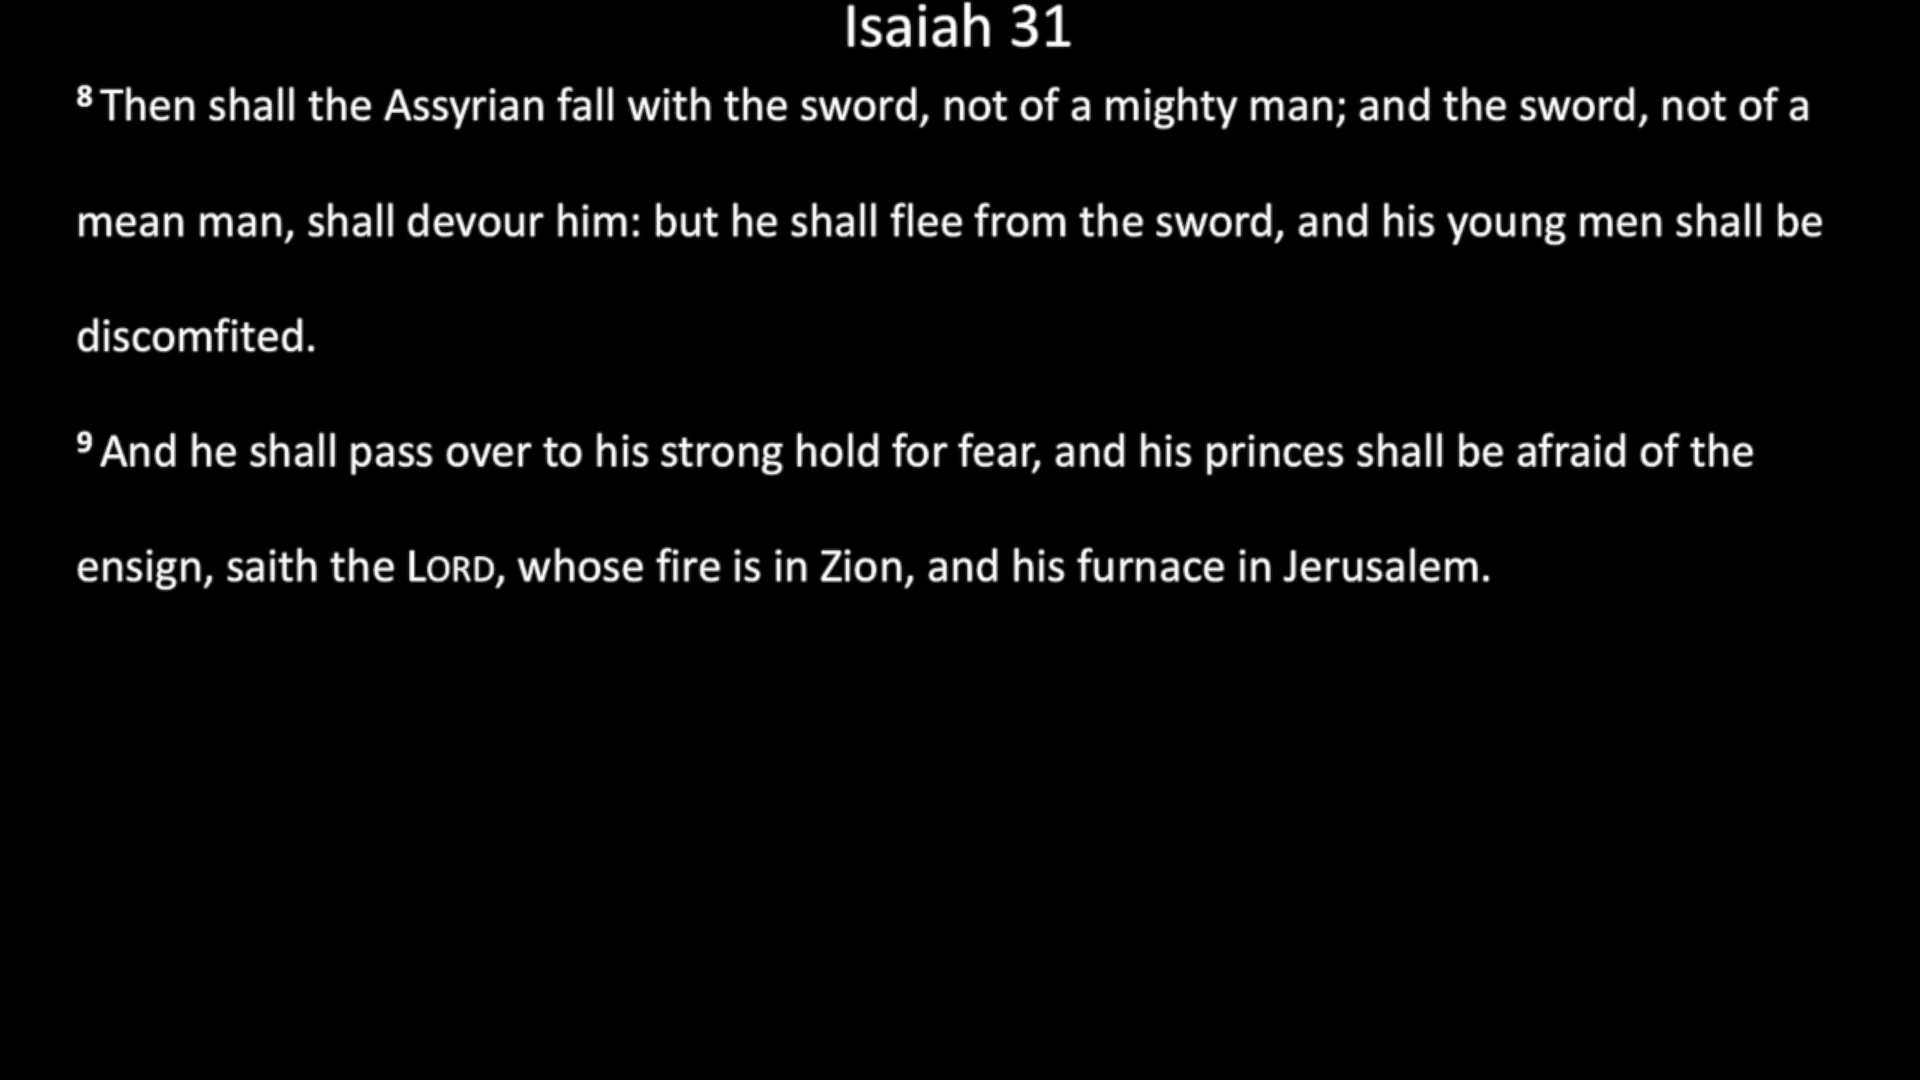 Isaiah 31
8 Then shall the Assyrian fall with the sword, not of a mighty man; and the sword, not of a
mean man, shall devour him: but he shall flee from the sword, and his young men shall be
discomfited.
9 And he shall pass over to his strong hold for fear, and his princes shall be afraid of the
ensign, saith the LORD, whose fire is in Zion, and his furnace in Jerusalem.